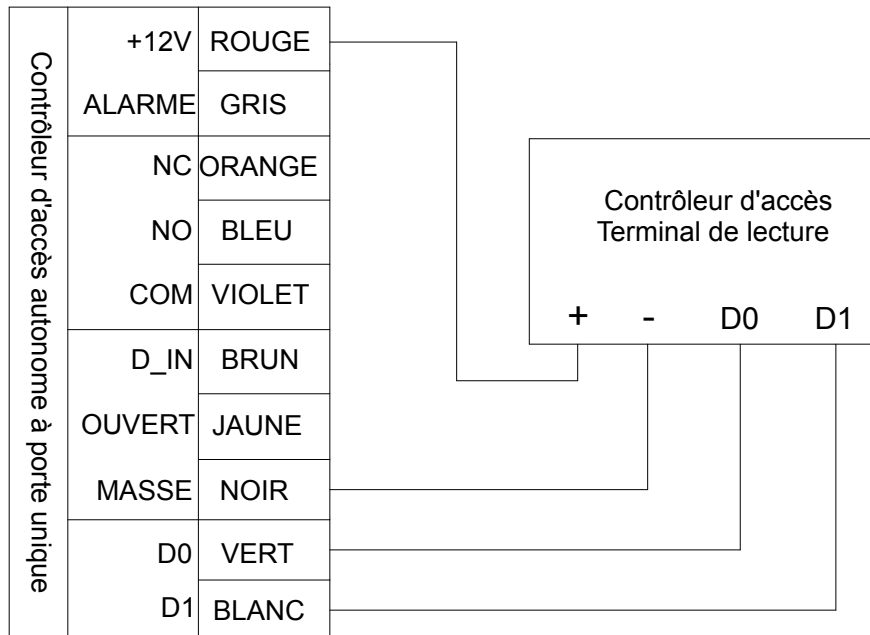 Contrôleur d'accès autonome à porte unique
+12V ROUGE
ALARME GRIS
NC ORANGE
NO BLEU
COM VIOLET
D_IN BRUN
OUVERT JAUNE
MASSE NOIR
D0 VERT
D1 BLANC
Contrôleur d'accès
Terminal de lecture
+ - D0 D1